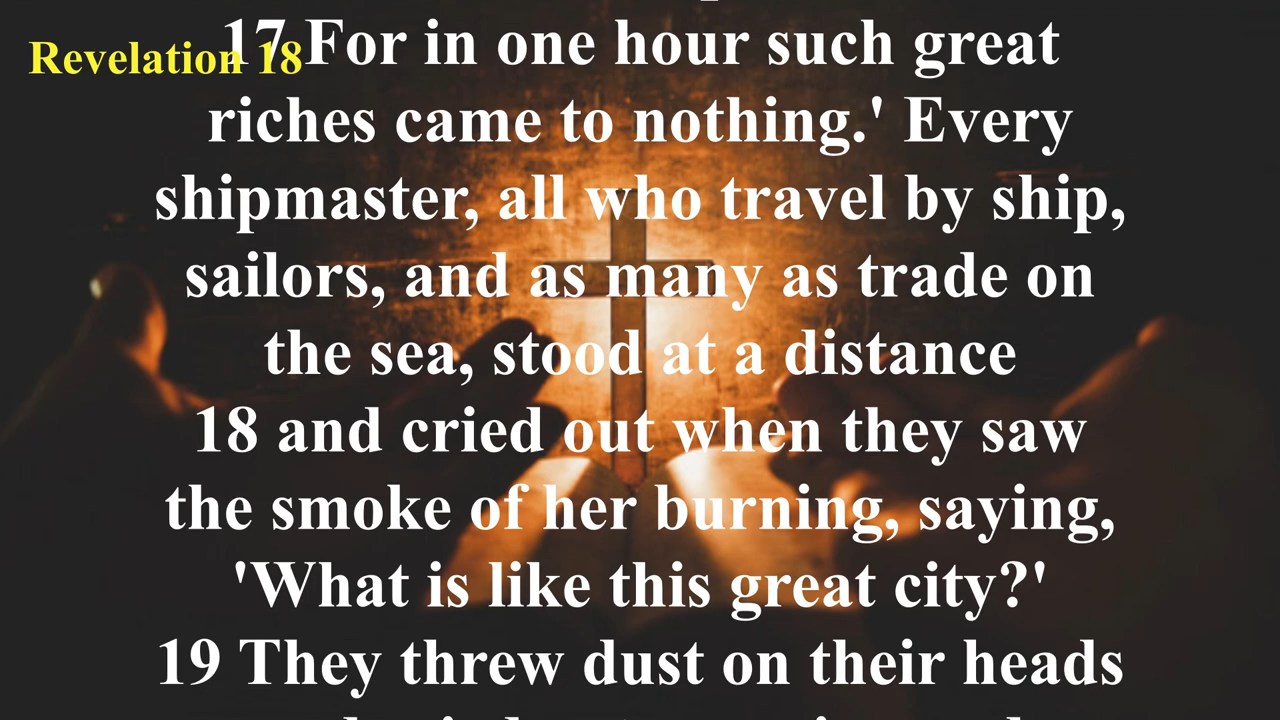 Revelation 18
17 For in one hour such great
riches came to nothing.' Every
shipmaster, all who travel by ship,
sailors, and as many as trade on
the sea, stood at a distance
18 and cried out when they saw
the smoke of her burning, saying,
'What is like this great city?'
19 They threw dust on their heads